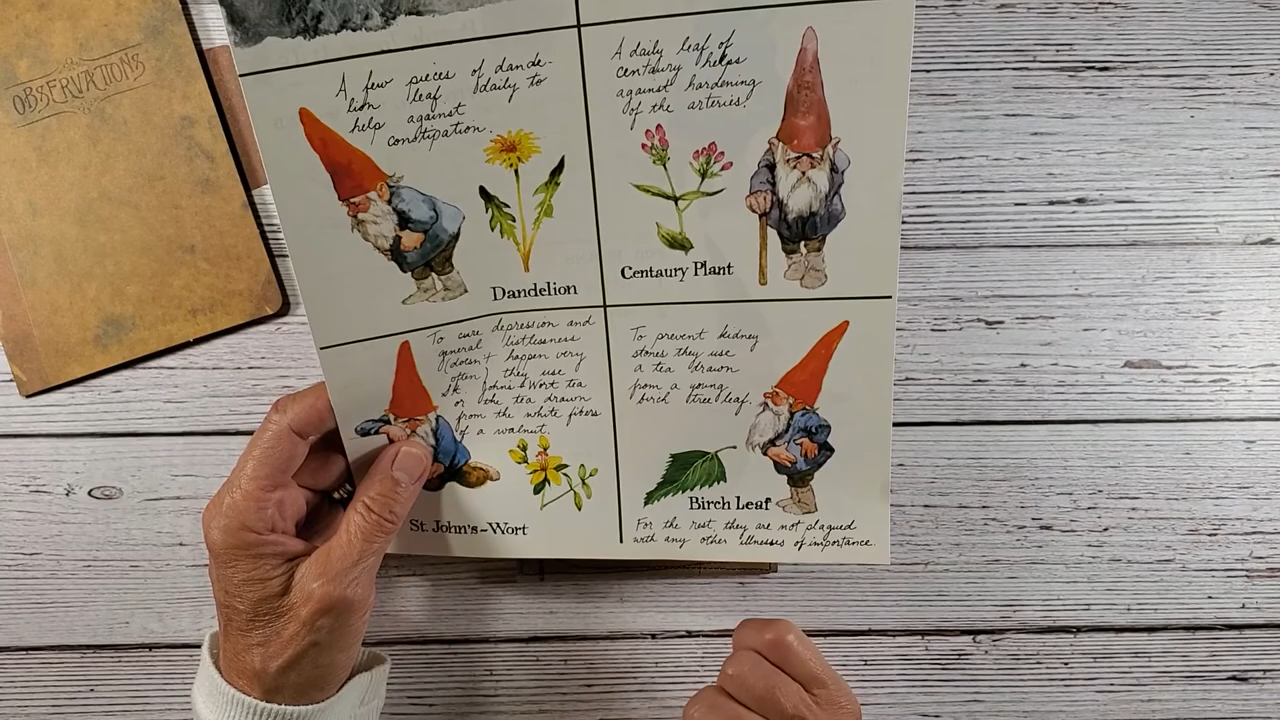 OBSERVATIONS
A few pieces of dande-
lion leaf daily to
help against
constipation.
Dandelion
A daily leaf of
centaury helps
against hardening
of the arteries.
Centaury Plant
To cure depression and
general listlessness
(doesn't happen very
often) they use
St. John's Wort tea
or the tea drawn
from the white fibers
of a walnut.
St. John's-Wort
To prevent kidney
stones they use
a tea drawn
from a young
birch tree leaf.
Birch Leaf
For the rest, they are not plagued
with any other illnesses of importance.